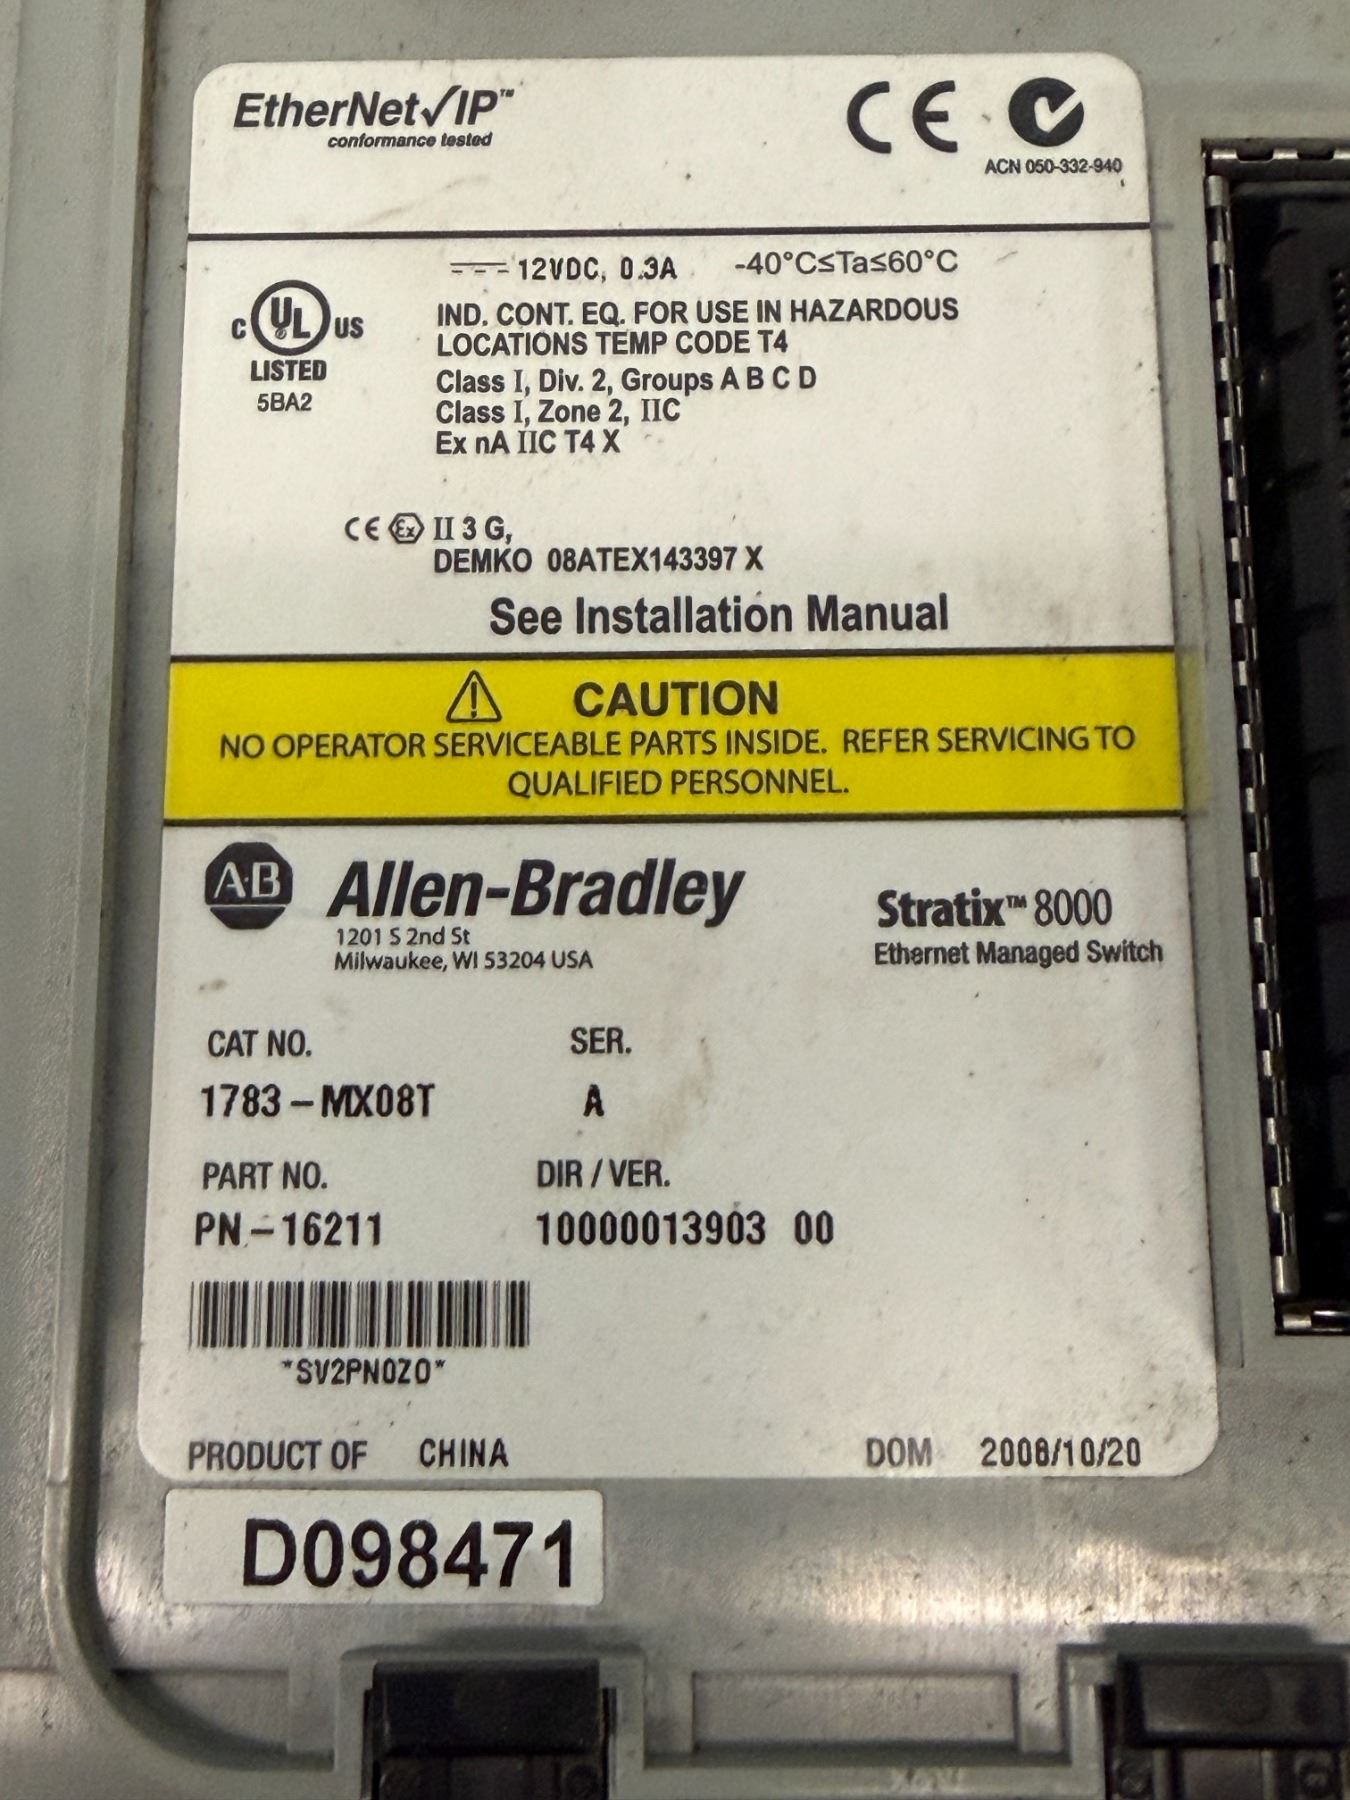 EtherNet/IP™
conformance tested
CE
ACN 050-332-940
12VDC, 0.3A -40°C≤Ta≤60°C
C UL ® US
LISTED
5BA2
IND. CONT. EQ. FOR USE IN HAZARDOUS
LOCATIONS TEMP CODE T4
Class I, Div. 2, Groups A B C D
Class I, Zone 2, IIC
Ex nA IIC T4 X
CE Ex II 3 G,
DEMKO 08ATEX143397 X
See Installation Manual
CAUTION
NO OPERATOR SERVICEABLE PARTS INSIDE. REFER SERVICING TO
QUALIFIED PERSONNEL.
A-B Allen-Bradley
1201 S 2nd St
Milwaukee, WI 53204 USA
Stratix™ 8000
Ethernet Managed Switch
CAT NO. SER.
1783-MX08T A
PART NO. DIR / VER.
PN-16211 10000013903 00
*SV2PN0Z0*
PRODUCT OF CHINA DOM 2008/10/20
D098471